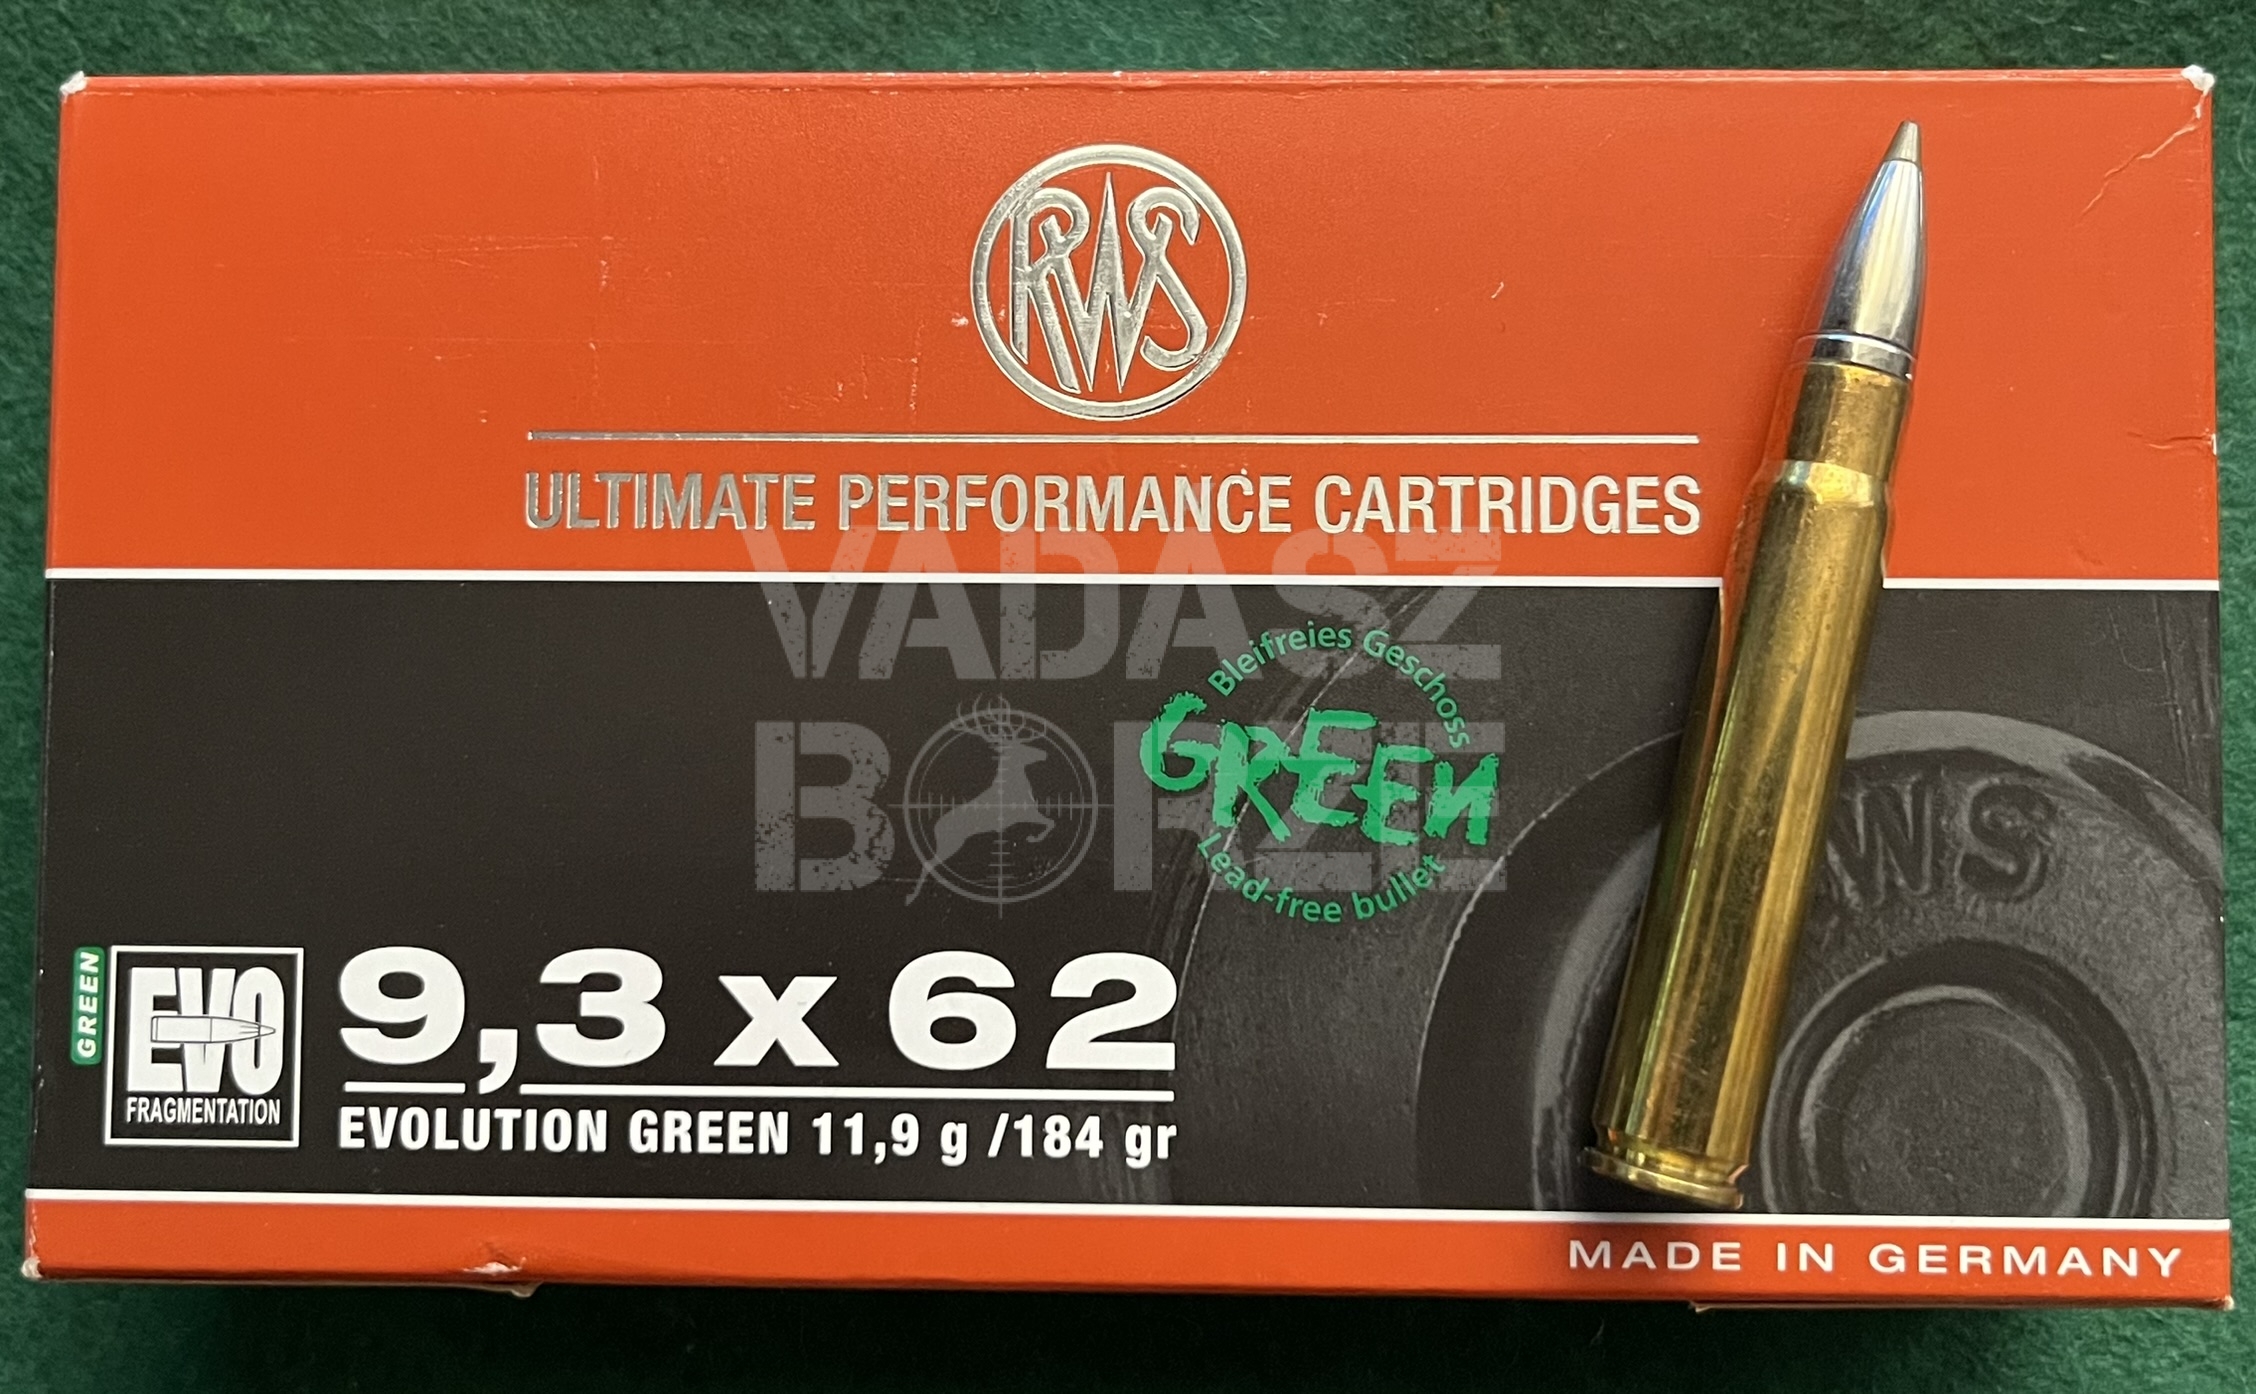 RWS
ULTIMATE PERFORMANCE CARTRIDGES
VADÁSZ
BÖRZE
Bleifreies Geschoss
GREEN
Lead-free bullet
WS
GREEN
EVO
FRAGMENTATION
9,3 x 62
EVOLUTION GREEN 11,9 g /184 gr
MADE IN GERMANY